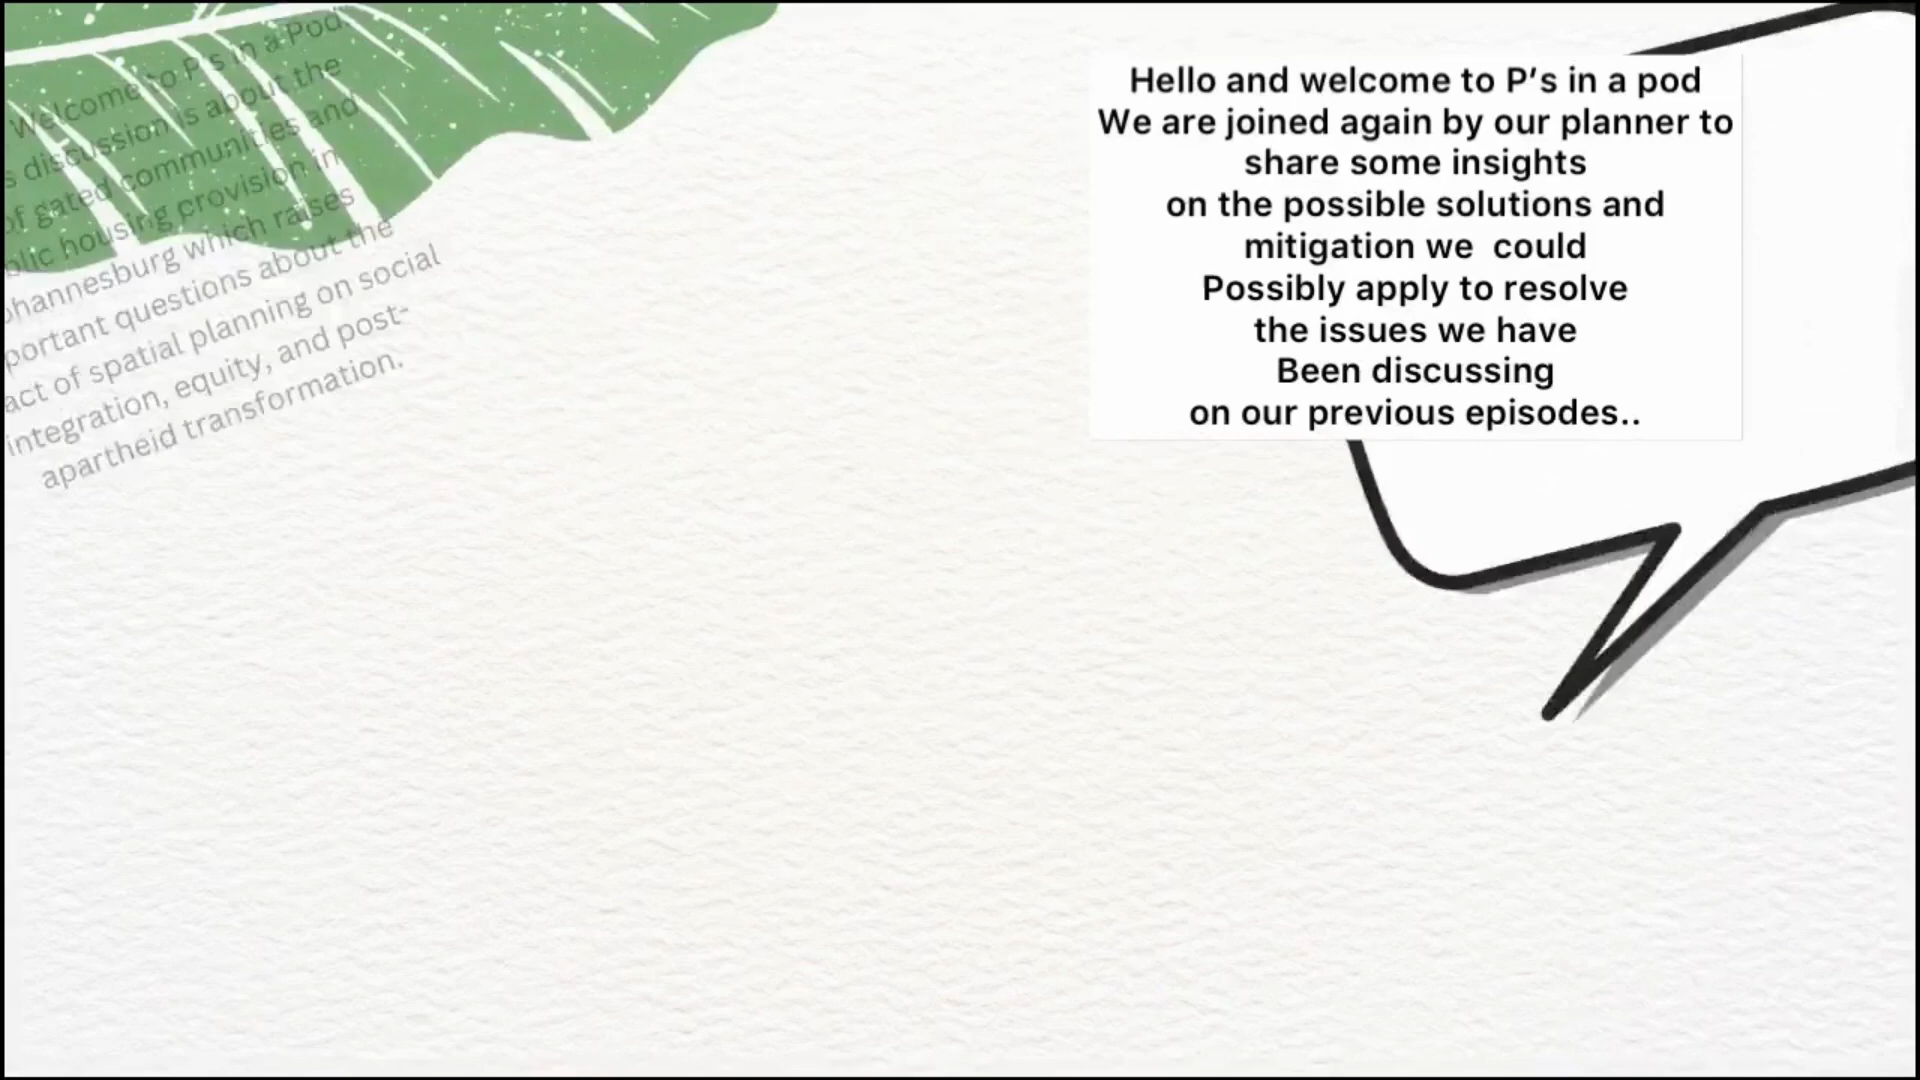 Welcome to P's in a Pod.
s discussion is about the
of gated communities and
blic housing provision in
ohannesburg which raises
portant questions about the
act of spatial planning on social
integration, equity, and post-
apartheid transformation.
Hello and welcome to P’s in a pod
We are joined again by our planner to
share some insights
on the possible solutions and
mitigation we  could
Possibly apply to resolve
the issues we have
Been discussing
on our previous episodes..